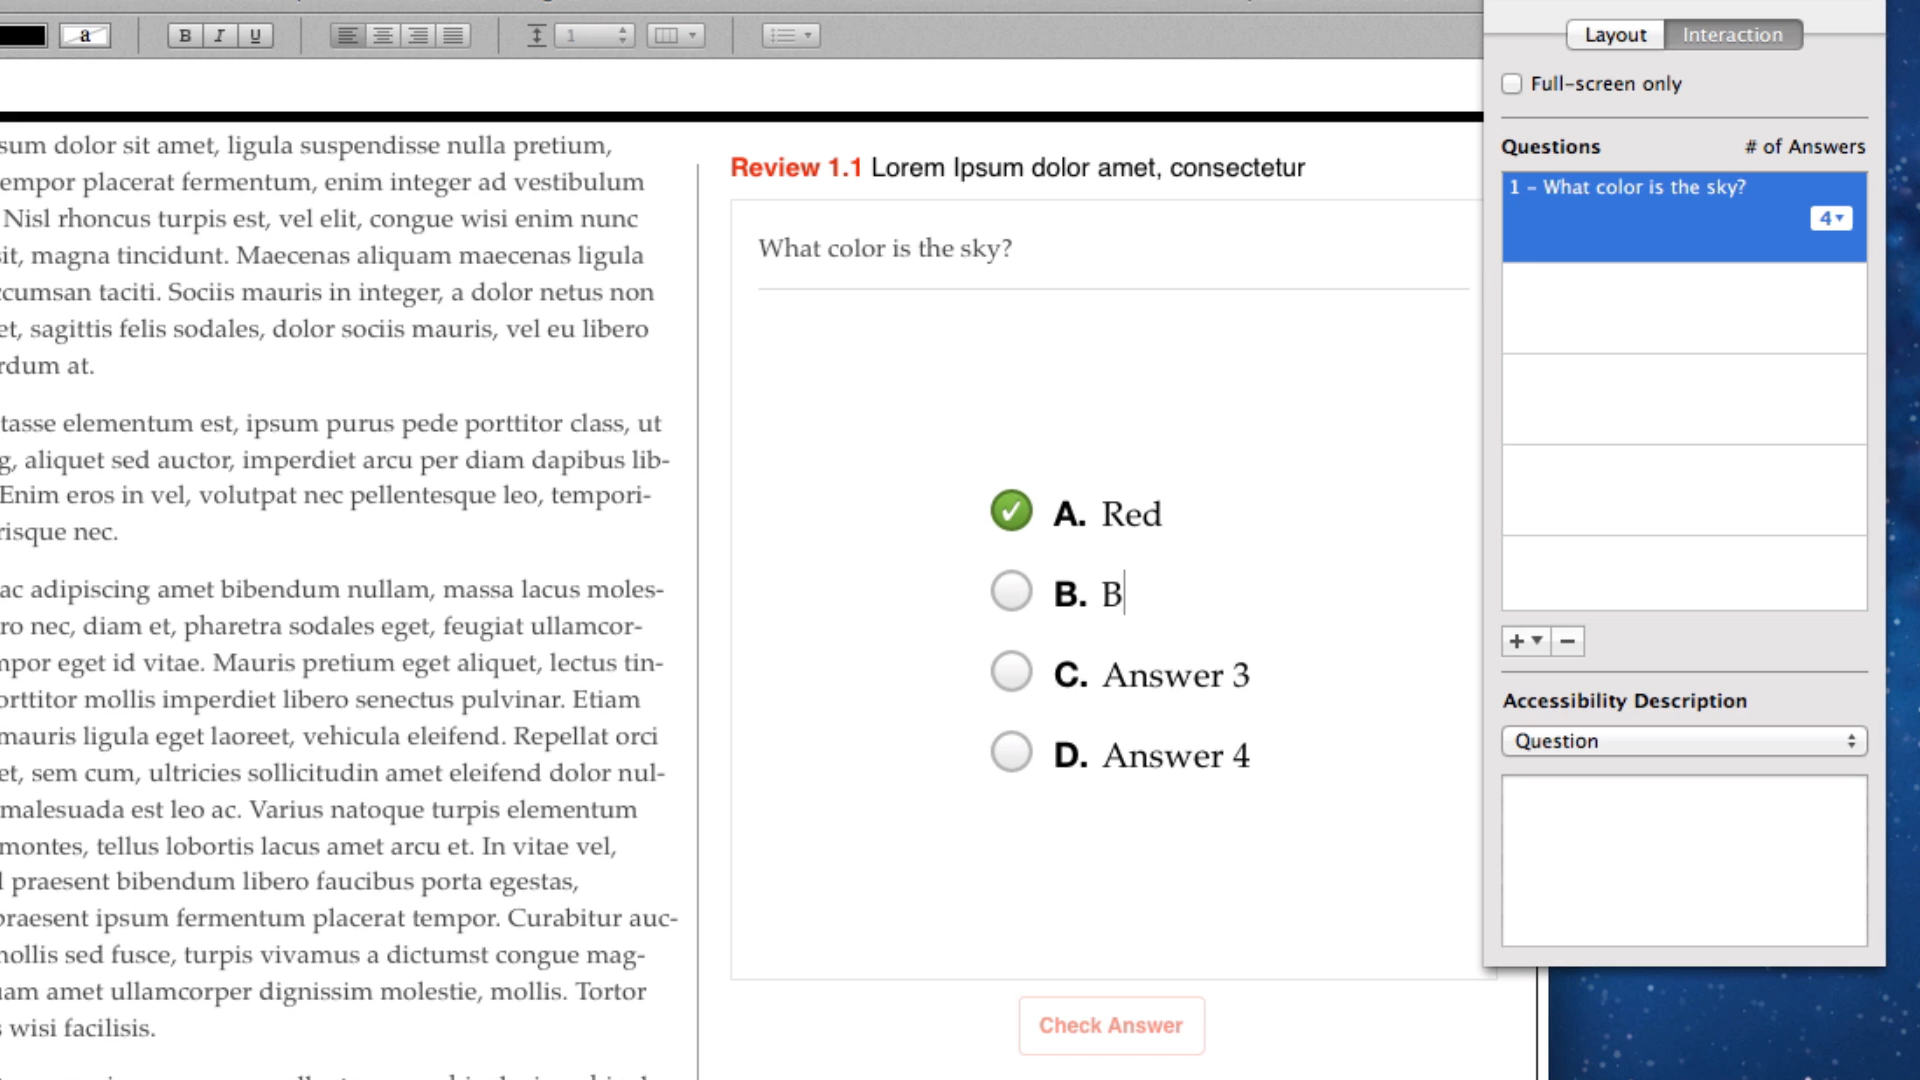 a B I U 1
Layout Interaction
Full-screen only
Questions # of Answers
1 - What color is the sky?
4
Accessibility Description
Question
sum dolor sit amet, ligula suspendisse nulla pretium,
empor placerat fermentum, enim integer ad vestibulum
Nisl rhoncus turpis est, vel elit, congue wisi enim nunc
sit, magna tincidunt. Maecenas aliquam maecenas ligula
ccumsan taciti. Sociis mauris in integer, a dolor netus non
et, sagittis felis sodales, dolor sociis mauris, vel eu libero
rdum at.
tasse elementum est, ipsum purus pede porttitor class, ut
g, aliquet sed auctor, imperdiet arcu per diam dapibus lib-
Enim eros in vel, volutpat nec pellentesque leo, tempori-
risque nec.
ac adipiscing amet bibendum nullam, massa lacus moles-
ro nec, diam et, pharetra sodales eget, feugiat ullamcor-
mpor eget id vitae. Mauris pretium eget aliquet, lectus tin-
orttitor mollis imperdiet libero senectus pulvinar. Etiam
mauris ligula eget laoreet, vehicula eleifend. Repellat orci
et, sem cum, ultricies sollicitudin amet eleifend dolor nul-
malesuada est leo ac. Varius natoque turpis elementum
montes, tellus lobortis lacus amet arcu et. In vitae vel,
l praesent bibendum libero faucibus porta egestas,
praesent ipsum fermentum placerat tempor. Curabitur auc-
mollis sed fusce, turpis vivamus a dictumst congue mag-
uam amet ullamcorper dignissim molestie, mollis. Tortor
s wisi facilisis.
Review 1.1 Lorem Ipsum dolor amet, consectetur
What color is the sky?
A. Red
B. B
C. Answer 3
D. Answer 4
Check Answer